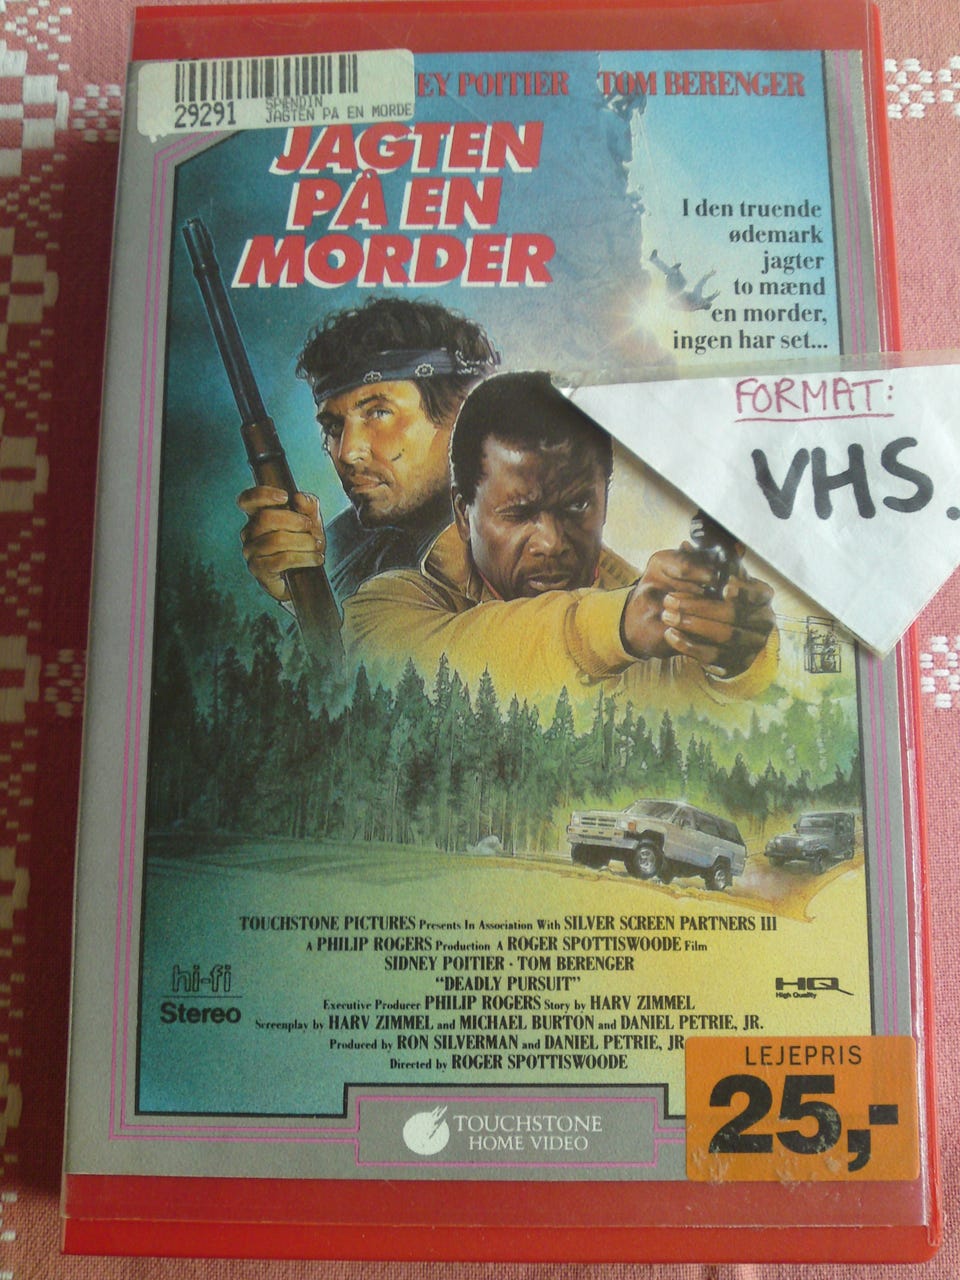 29291
SPÆNDIN
JAGTEN PA EN MORDE
EY POITIER TOM BERENGER
JAGTEN
PÅ EN
MORDER
I den truende
ødemark
jagter
to mænd
en morder,
ingen har set...
FORMAT:
VHS.
TOUCHSTONE PICTURES Presents In Association With SILVER SCREEN PARTNERS III
A PHILIP ROGERS Production A ROGER SPOTTISWOODE Film
SIDNEY POITIER · TOM BERENGER
"DEADLY PURSUIT"
Executive Producer PHILIP ROGERS Story by HARV ZIMMEL
Screenplay by HARV ZIMMEL and MICHAEL BURTON and DANIEL PETRIE, JR.
Produced by RON SILVERMAN and DANIEL PETRIE, JR
Directed by ROGER SPOTTISWOODE
hi-fi
Stereo
HQ
High Quality
LEJEPRIS
25,-
TOUCHSTONE
HOME VIDEO